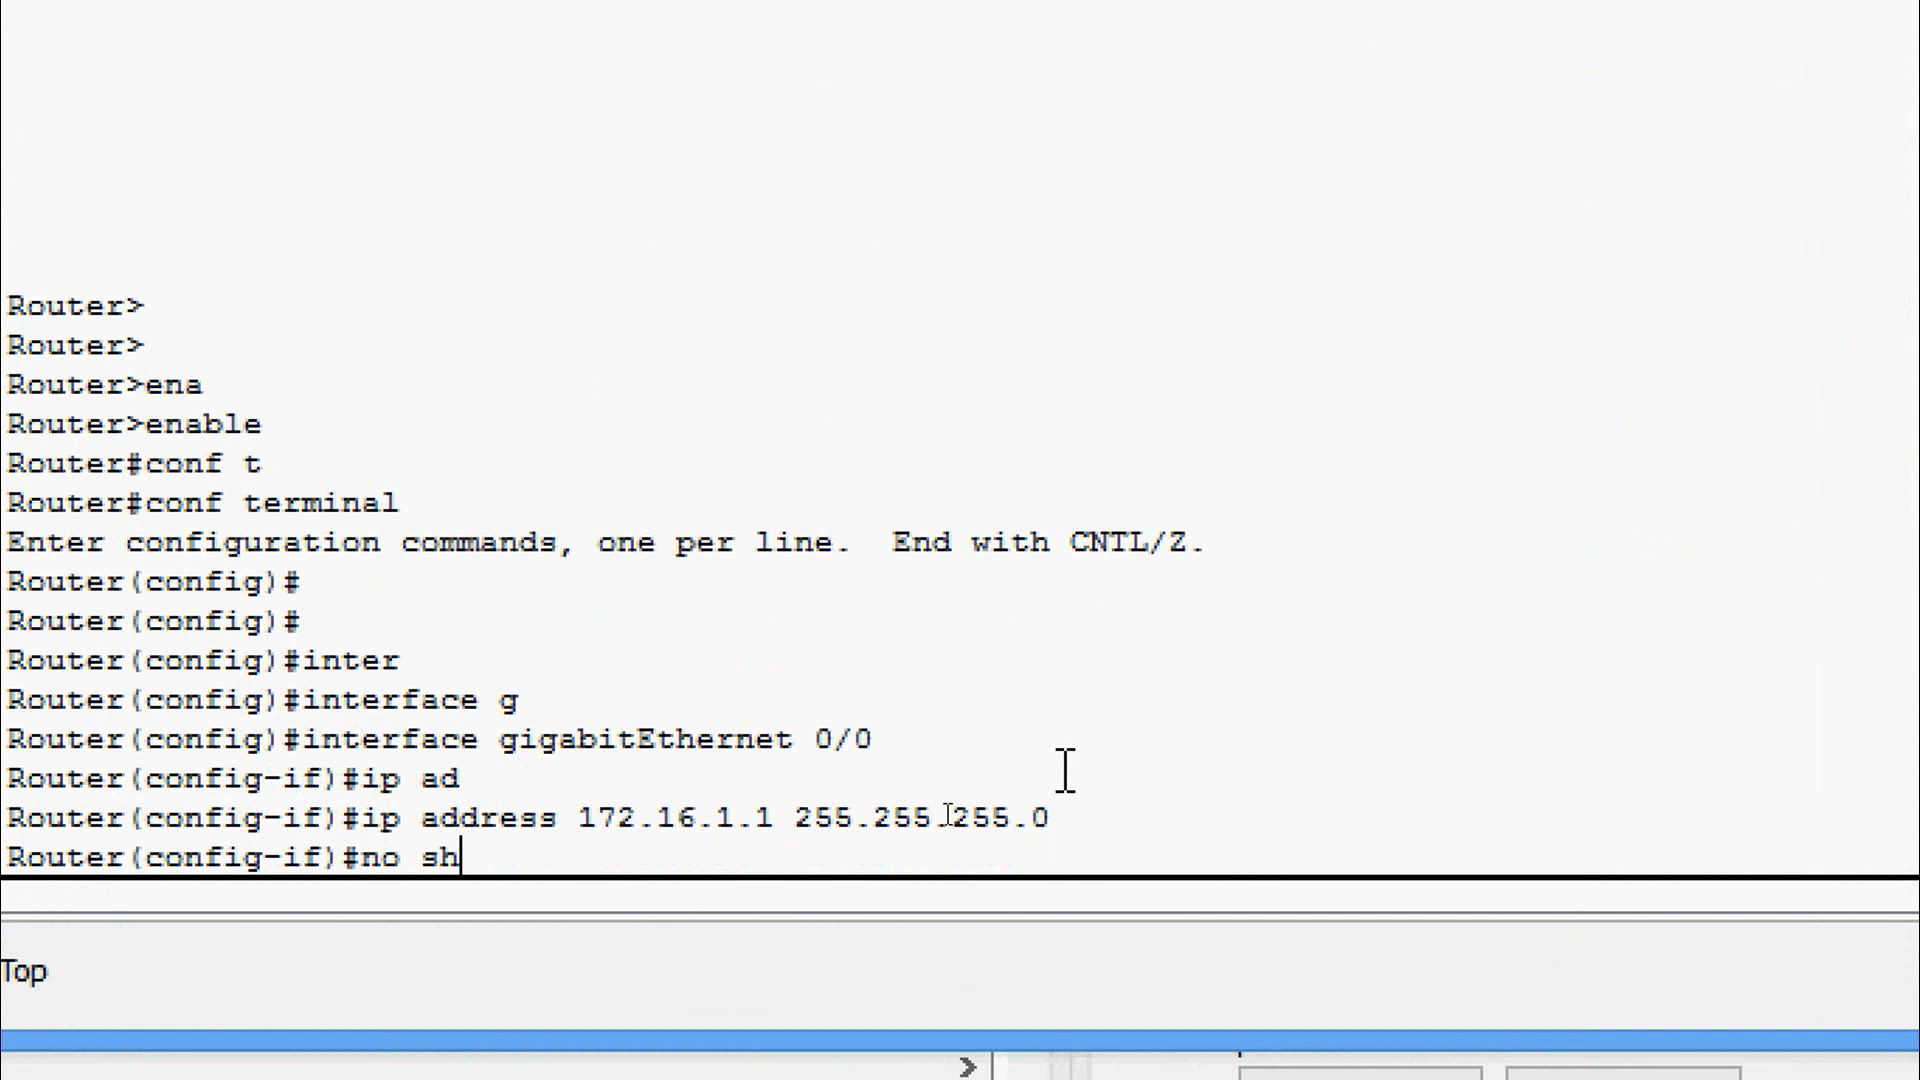 Router>
Router>
Router>ena
Router>enable
Router#conf t
Router#conf terminal
Enter configuration commands, one per line.  End with CNTL/Z.
Router(config)#
Router(config)#
Router(config)#inter
Router(config)#interface g
Router(config)#interface gigabitEthernet 0/0
Router(config-if)#ip ad
Router(config-if)#ip address 172.16.1.1 255.255.255.0
Router(config-if)#no sh
Top